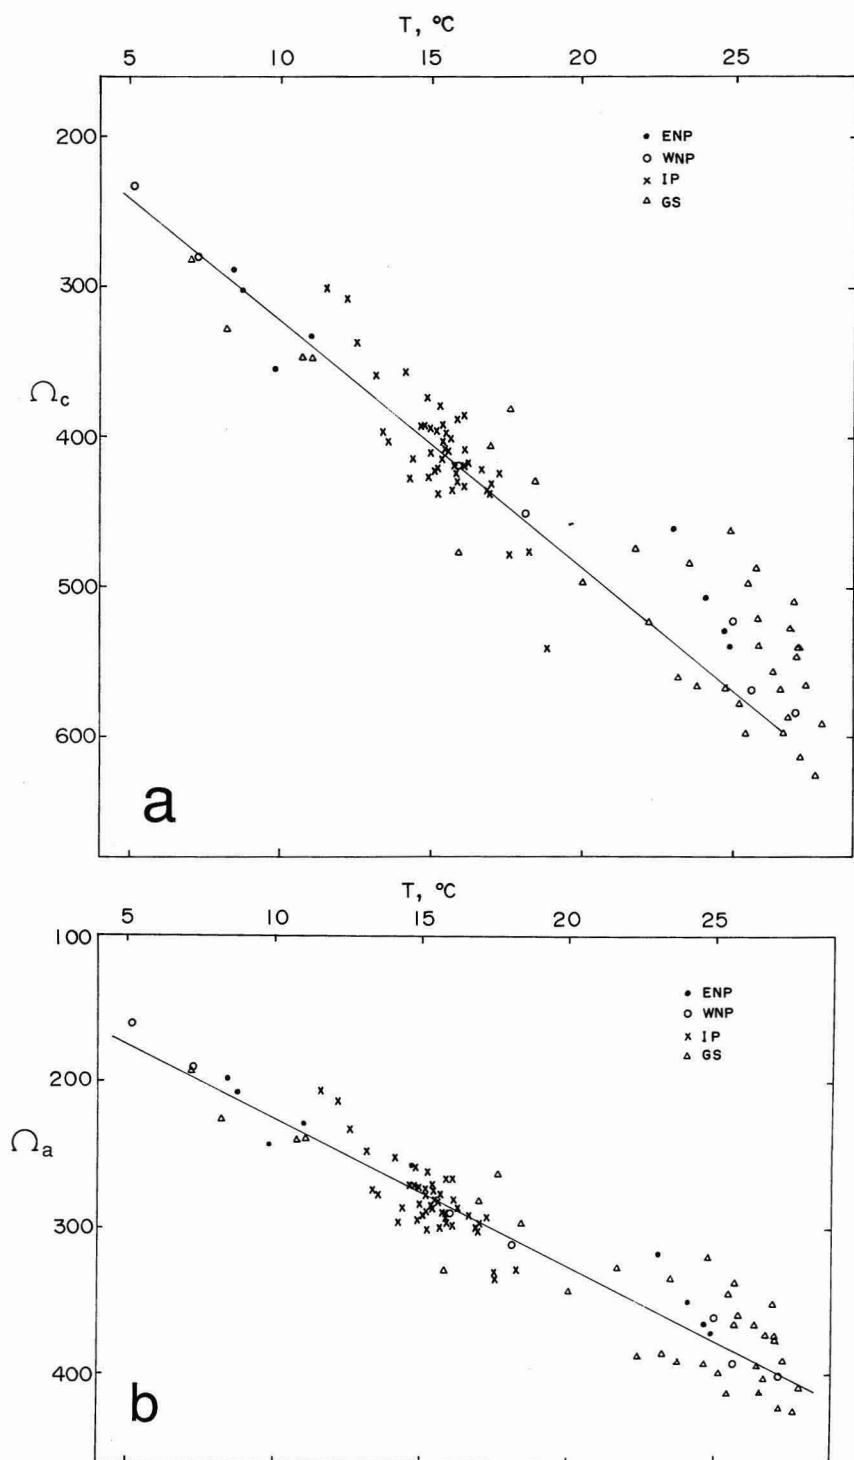 T, °C
5 10 15 20 25
200
300
400
500
600
Ωc
• ENP
○ WNP
x IP
△ GS
a
T, °C
5 10 15 20 25
100
200
300
400
Ωa
• ENP
○ WNP
x IP
△ GS
b